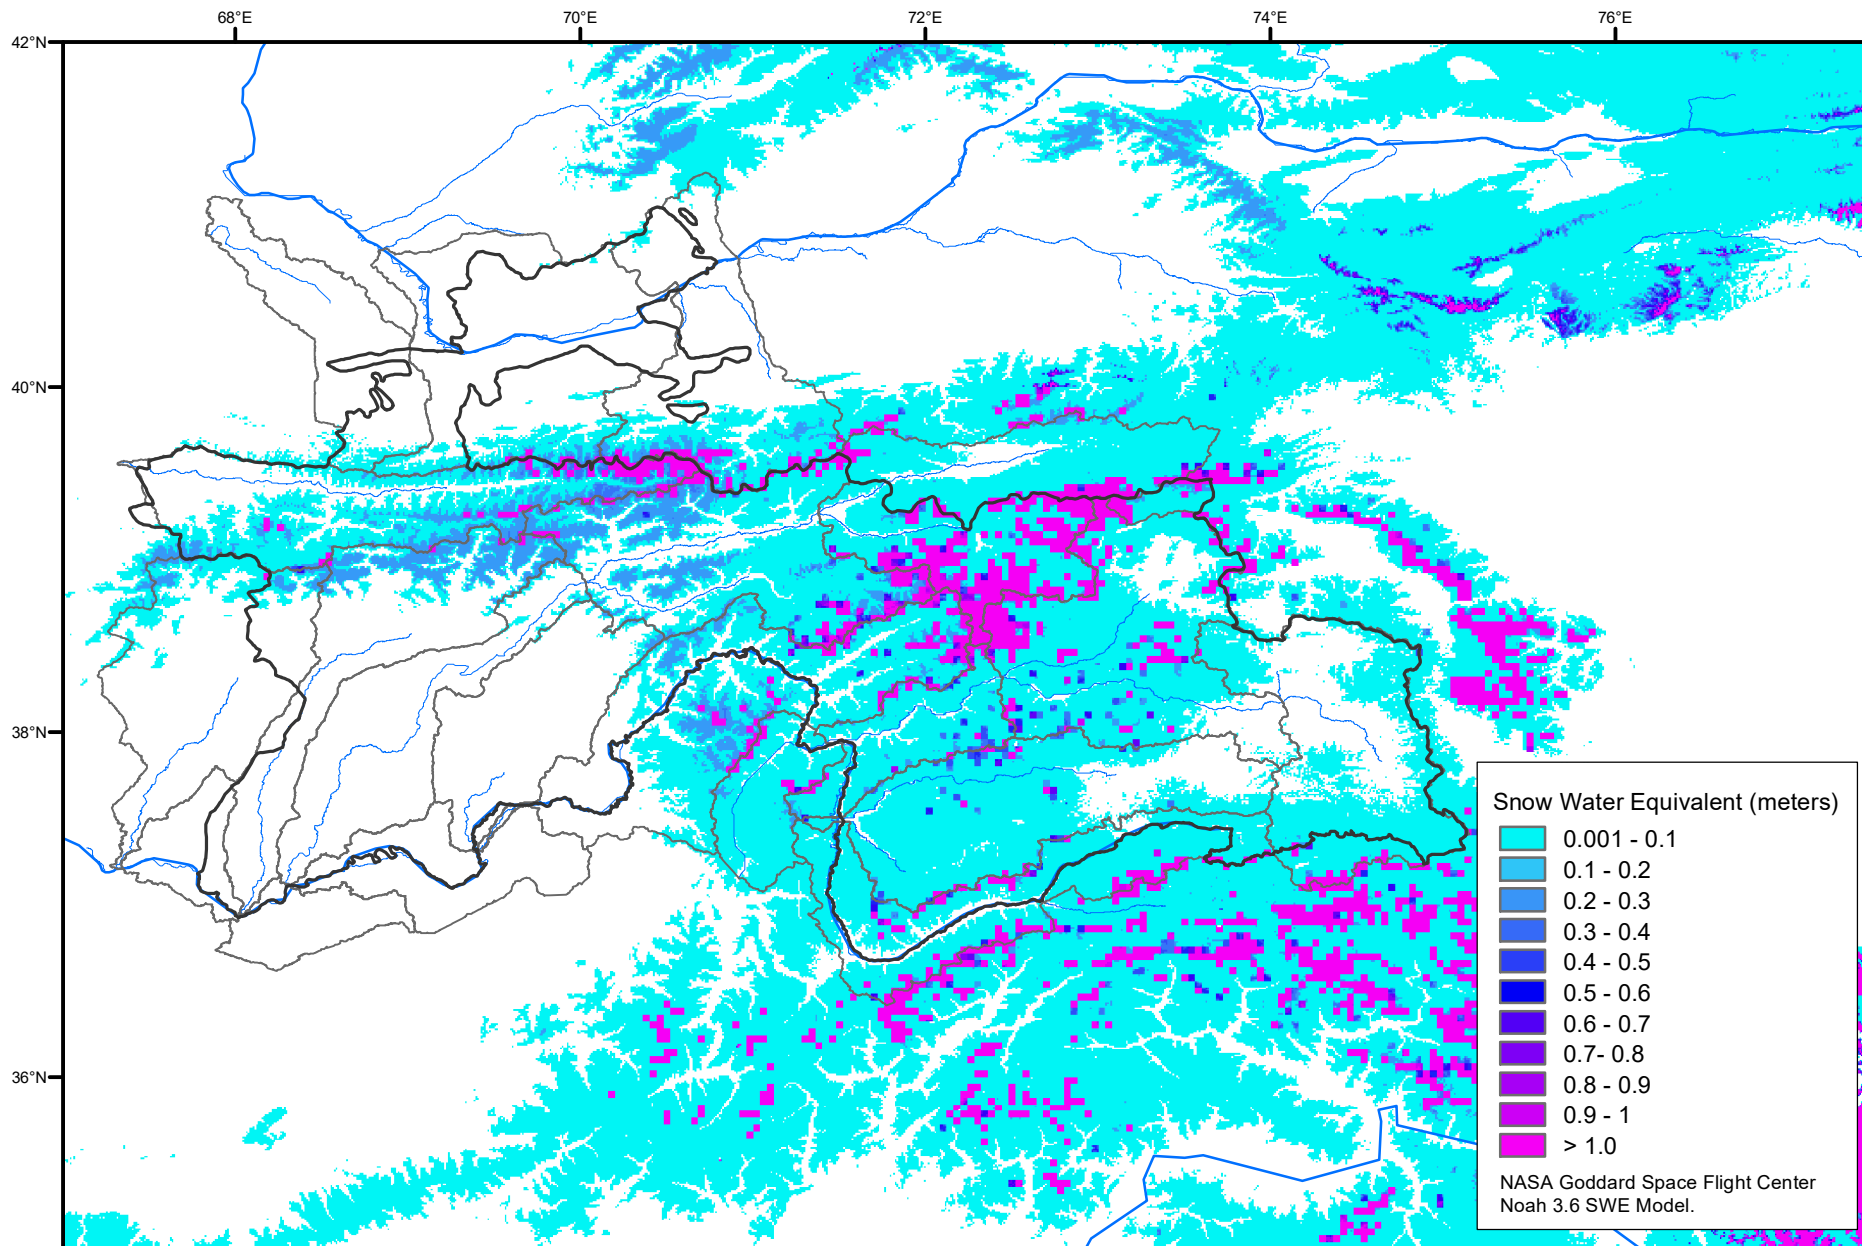 68°E 70°E 72°E 74°E 76°E
42°N
40°N
38°N
36°N
Snow Water Equivalent (meters)
0.001 - 0.1
0.1 - 0.2
0.2 - 0.3
0.3 - 0.4
0.4 - 0.5
0.5 - 0.6
0.6 - 0.7
0.7- 0.8
0.8 - 0.9
0.9 - 1
> 1.0
NASA Goddard Space Flight Center
Noah 3.6 SWE Model.